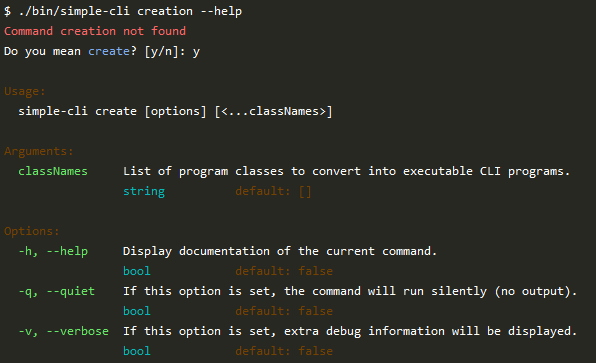 $ ./bin/simple-cli creation --help
Command creation not found
Do you mean create? [y/n]: y
Usage:
simple-cli create [options] [<...classNames>]
Arguments:
classNames List of program classes to convert into executable CLI programs.
string default: []
Options:
-h, --help Display documentation of the current command.
bool default: false
-q, --quiet If this option is set, the command will run silently (no output).
bool default: false
-v, --verbose If this option is set, extra debug information will be displayed.
bool default: false